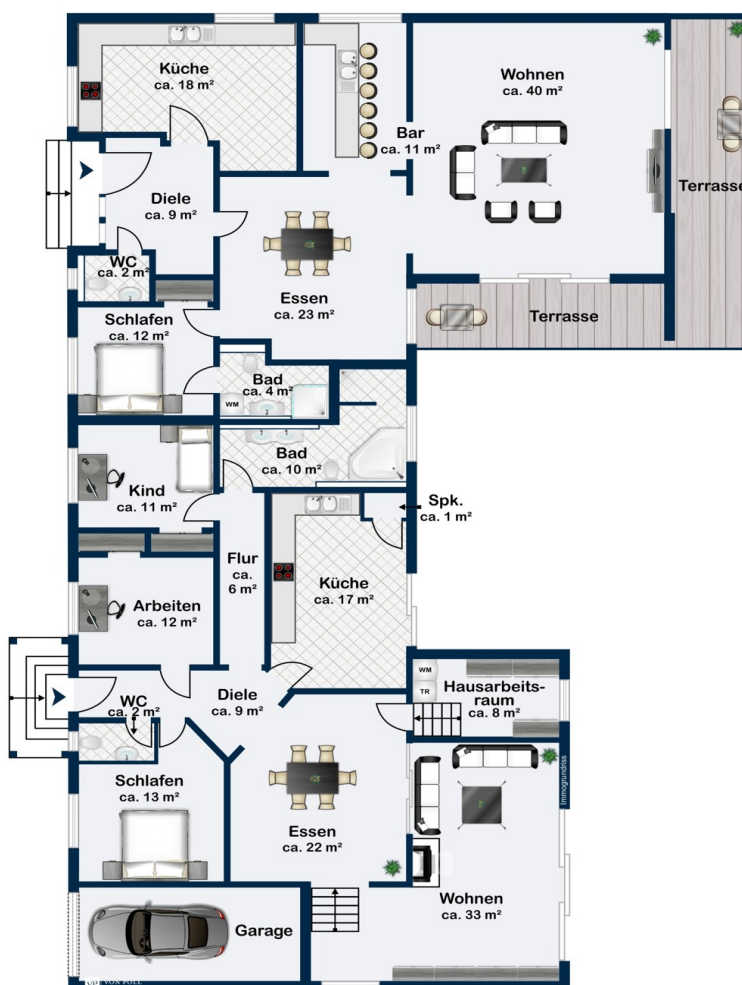 Küche
ca. 18 m²
Wohnen
ca. 40 m²
Bar
ca. 11 m²
Diele
ca. 9 m²
Terrasse
WC
ca. 2 m²
Essen
ca. 23 m²
Terrasse
Schlafen
ca. 12 m²
Bad
ca. 4 m²
WM
Bad
ca. 10 m²
Kind
ca. 11 m²
Spk.
ca. 1 m²
Flur
ca.
6 m²
Küche
ca. 17 m²
Arbeiten
ca. 12 m²
WM
TR
Hausarbeits-
raum
ca. 8 m²
Diele
ca. 9 m²
WC
ca. 2 m²
Schlafen
ca. 13 m²
Essen
ca. 22 m²
Immogrundriss
Wohnen
ca. 33 m²
Garage
VP VON POLL